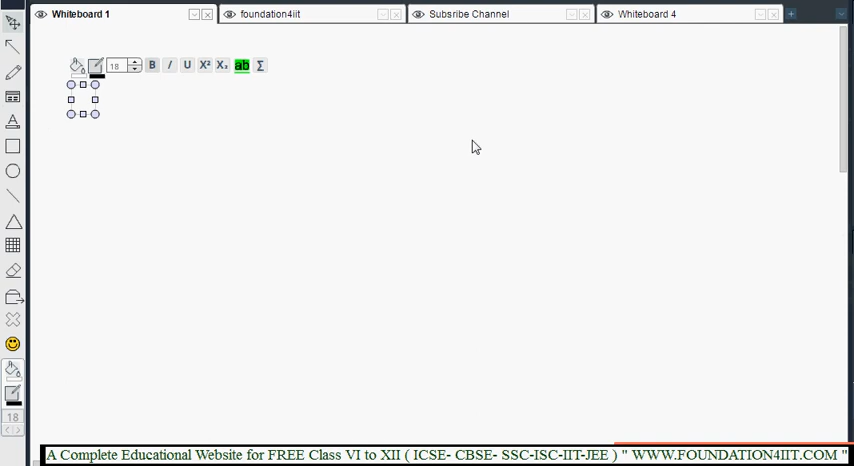 Whiteboard 1
foundation4iit
Subsribe Channel
Whiteboard 4
18 B I U X² X₂ ab Σ
18
A Complete Educational Website for FREE Class VI to XII ( ICSE- CBSE- SSC-ISC-IIT-JEE ) " WWW.FOUNDATION4IIT.COM "